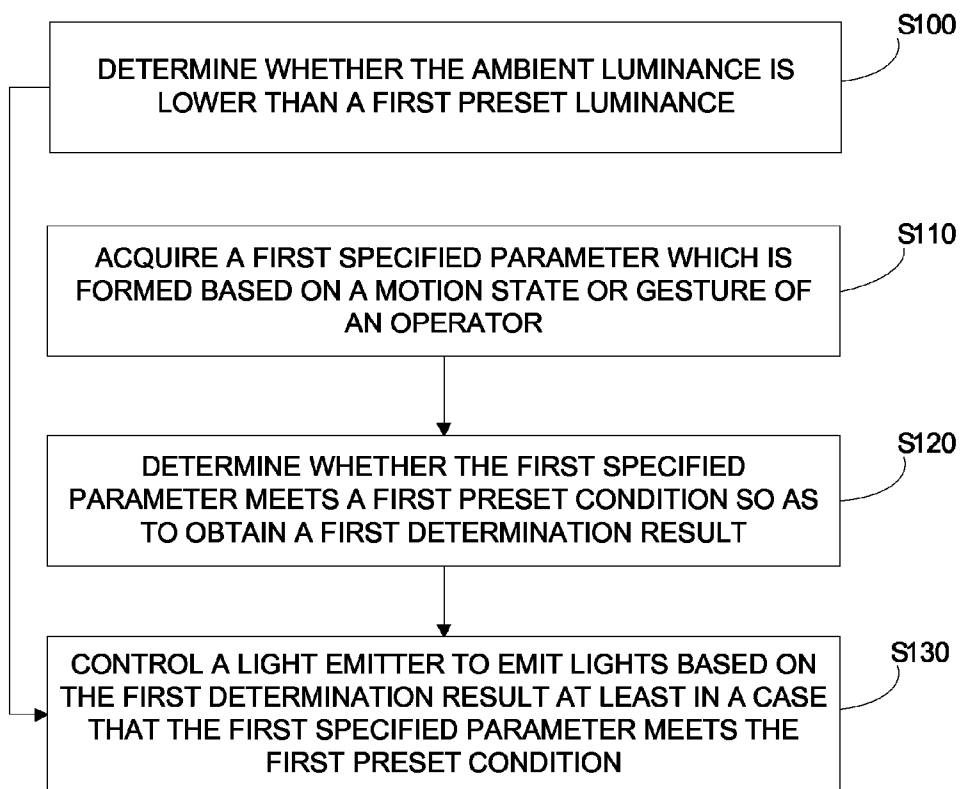 S100
DETERMINE WHETHER THE AMBIENT LUMINANCE IS
LOWER THAN A FIRST PRESET LUMINANCE
S110
ACQUIRE A FIRST SPECIFIED PARAMETER WHICH IS
FORMED BASED ON A MOTION STATE OR GESTURE OF
AN OPERATOR
S120
DETERMINE WHETHER THE FIRST SPECIFIED
PARAMETER MEETS A FIRST PRESET CONDITION SO AS
TO OBTAIN A FIRST DETERMINATION RESULT
S130
CONTROL A LIGHT EMITTER TO EMIT LIGHTS BASED ON
THE FIRST DETERMINATION RESULT AT LEAST IN A CASE
THAT THE FIRST SPECIFIED PARAMETER MEETS THE
FIRST PRESET CONDITION